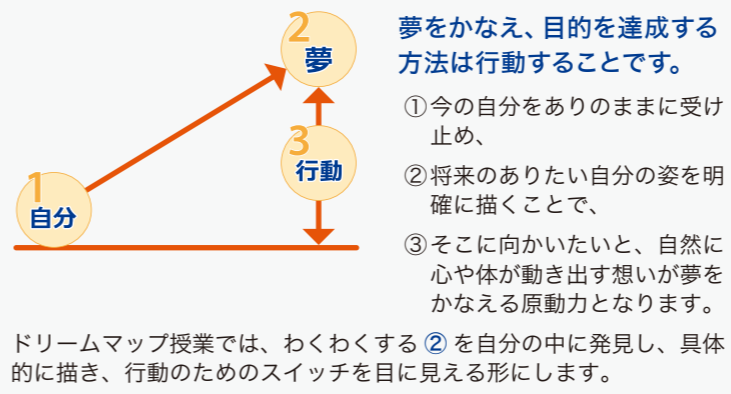 2
夢
3
行動
1
自分
夢をかなえ、目的を達成する
方法は行動することです。
①今の自分をありのままに受け
止め、
②将来のありたい自分の姿を明
確に描くことで、
③そこに向かいたいと、自然に
心や体が動き出す想いが夢を
かなえる原動力となります。
ドリームマップ授業では、わくわくする ② を自分の中に発見し、具体
的に描き、行動のためのスイッチを目に見える形にします。